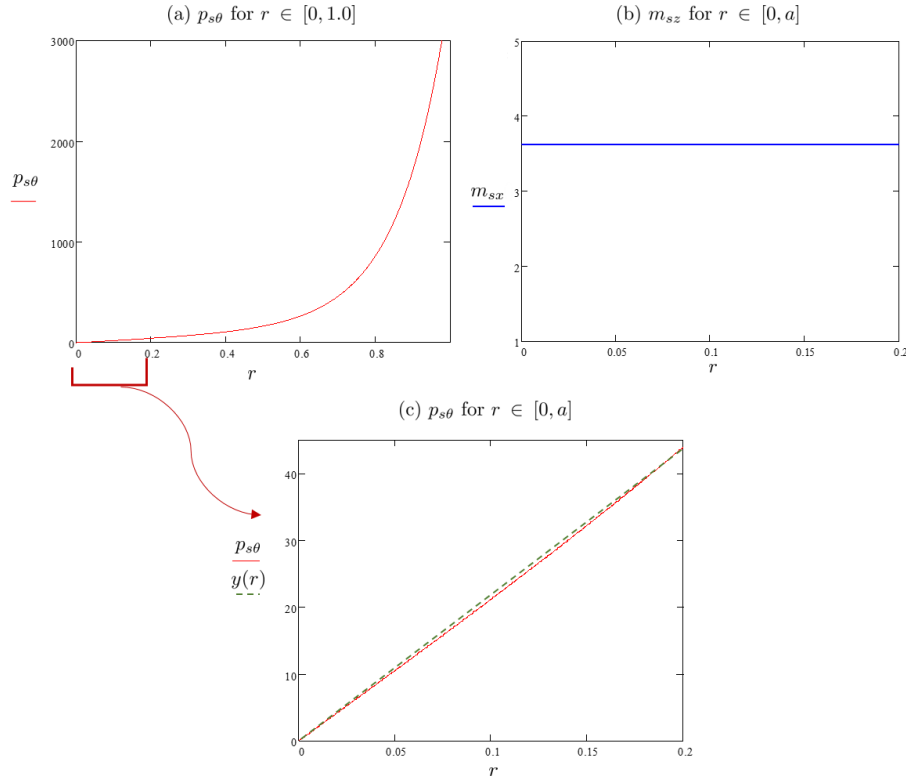 (a) p_{sθ} for r ∈ [0, 1.0]
3000
2000
1000
0
p_{sθ}
0
0.2
0.4
0.6
0.8
r
(b) m_{sz} for r ∈ [0, a]
5
4
3
2
1
m_{sx}
0
0.05
0.1
0.15
0.2
r
(c) p_{sθ} for r ∈ [0, a]
40
30
20
10
0
p_{sθ}
y(r)
0
0.05
0.1
0.15
0.2
r